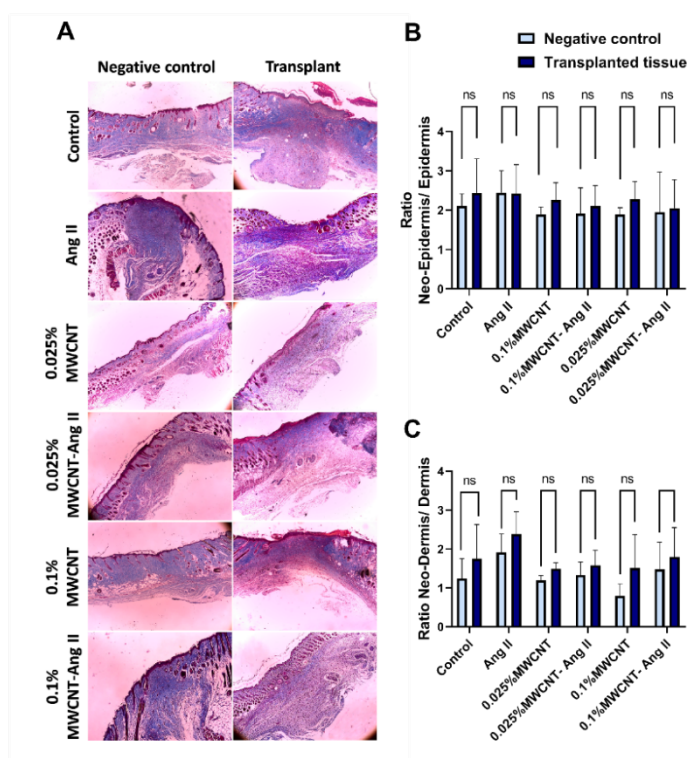 A
Negative control
Transplant
Control
Ang II
0.025%
MWCNT
0.025%
MWCNT-Ang II
0.1%
MWCNT
0.1%
MWCNT-Ang II
B
Negative control
Transplanted tissue
ns
ns
ns
ns
ns
ns
Ratio
Neo-Epidermis/ Epidermis
4
3
2
1
0
Control
Ang II
0.1%MWCNT
0.1%MWCNT- Ang II
0.025%MWCNT
0.025%MWCNT- Ang II
C
ns
ns
ns
ns
ns
ns
Ratio Neo-Dermis/ Dermis
4
3
2
1
0
Control
Ang II
0.025%MWCNT
0.025%MWCNT- Ang II
0.1%MWCNT
0.1%MWCNT- Ang II